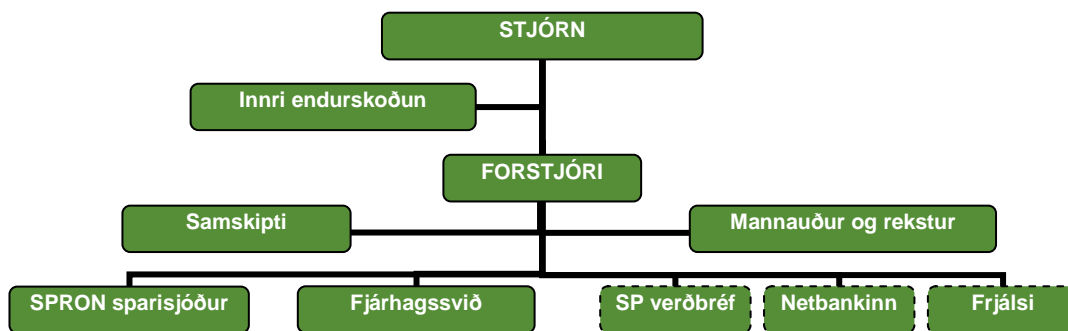 STJÓRN
Innri endurskoðun
FORSTJÓRI
Samskipti
Mannauður og rekstur
SPRON sparisjóður
Fjárhagssvið
SP verðbréf
Netbankinn
Frjálsi